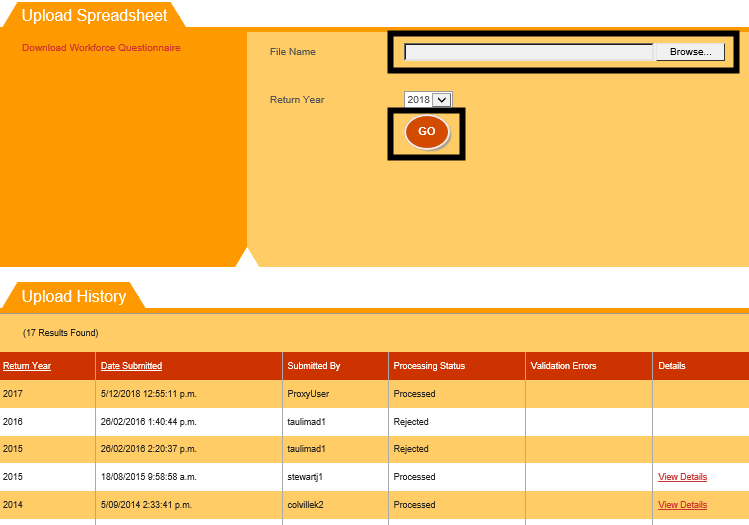 Upload Spreadsheet
Download Workforce Questionnaire
File Name Browse...
Return Year 2018
GO
Upload History
(17 Results Found)
Return Year Date Submitted Submitted By Processing Status Validation Errors Details
2017 5/12/2018 12:55:11 p.m. ProxyUser Processed
2016 26/02/2016 1:40:44 p.m. taulimad1 Rejected
2015 26/02/2016 2:20:37 p.m. taulimad1 Rejected
2015 18/08/2015 9:58:58 a.m. stewartj1 Processed View Details
2014 5/09/2014 2:33:41 p.m. colvillek2 Processed View Details